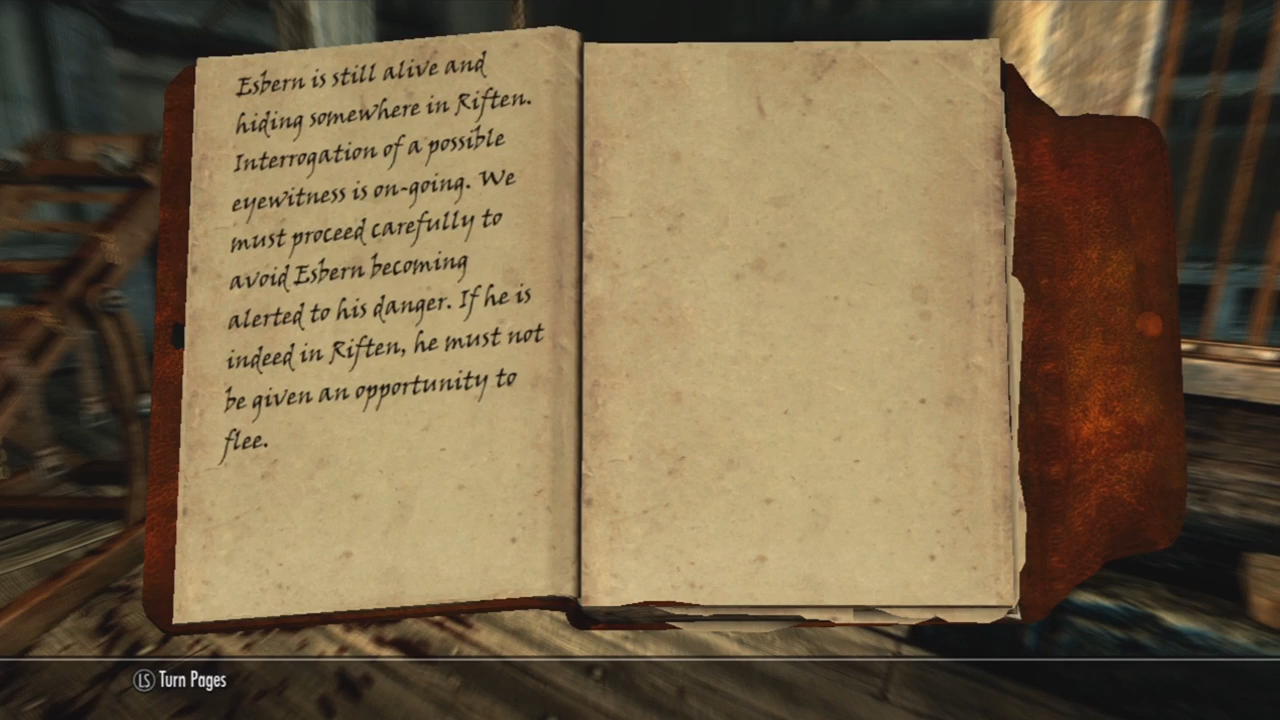 Esbern is still alive and
hiding somewhere in Riften.
Interrogation of a possible
eyewitness is on-going. We
must proceed carefully to
avoid Esbern becoming
alerted to his danger. If he is
indeed in Riften, he must not
be given an opportunity to
flee.
LS Turn Pages